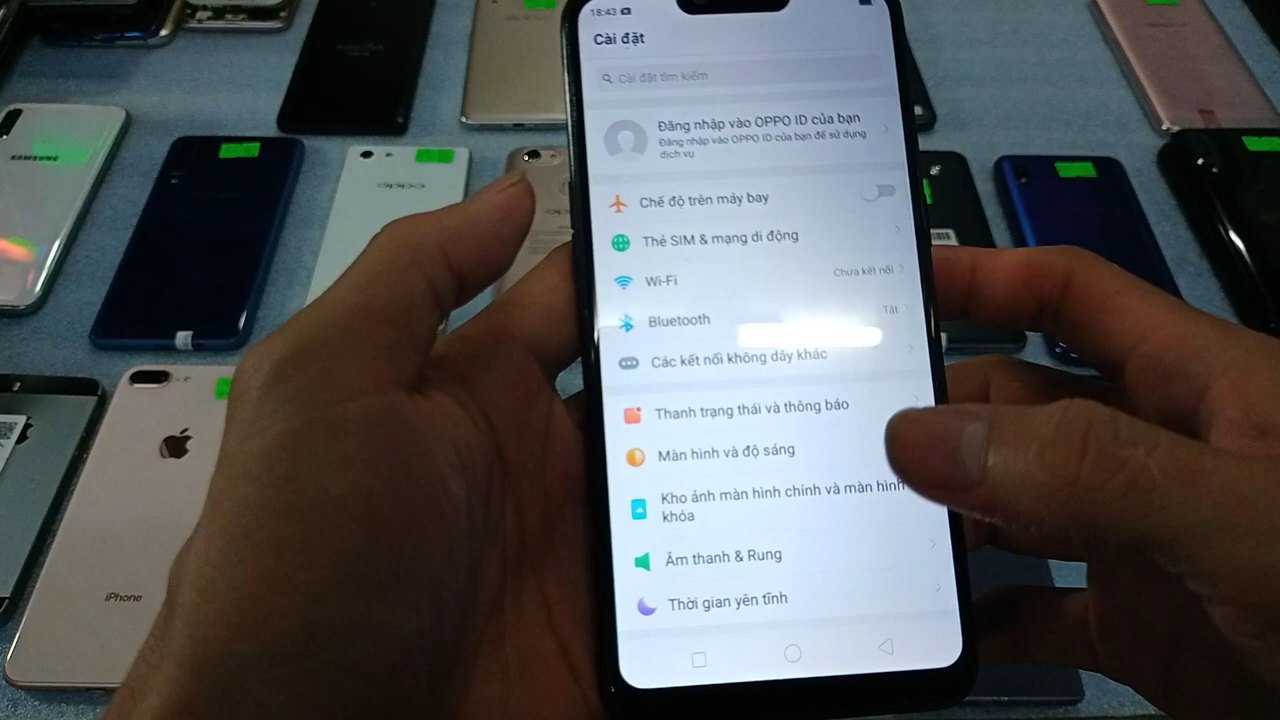 18:43
Cài đặt
Cài đặt tìm kiếm
Đăng nhập vào OPPO ID của bạn
Đăng nhập vào OPPO ID của bạn để sử dụng
dịch vụ
Chế độ trên máy bay
Thẻ SIM & mạng di động
Wi-Fi
Chưa kết nối
Bluetooth
Tắt
Các kết nối không dây khác
Thanh trạng thái và thông báo
Màn hình và độ sáng
Kho ảnh màn hình chính và màn hình
khóa
Âm thanh & Rung
Thời gian yên tĩnh
SAMSUNG
oppo
iPhone